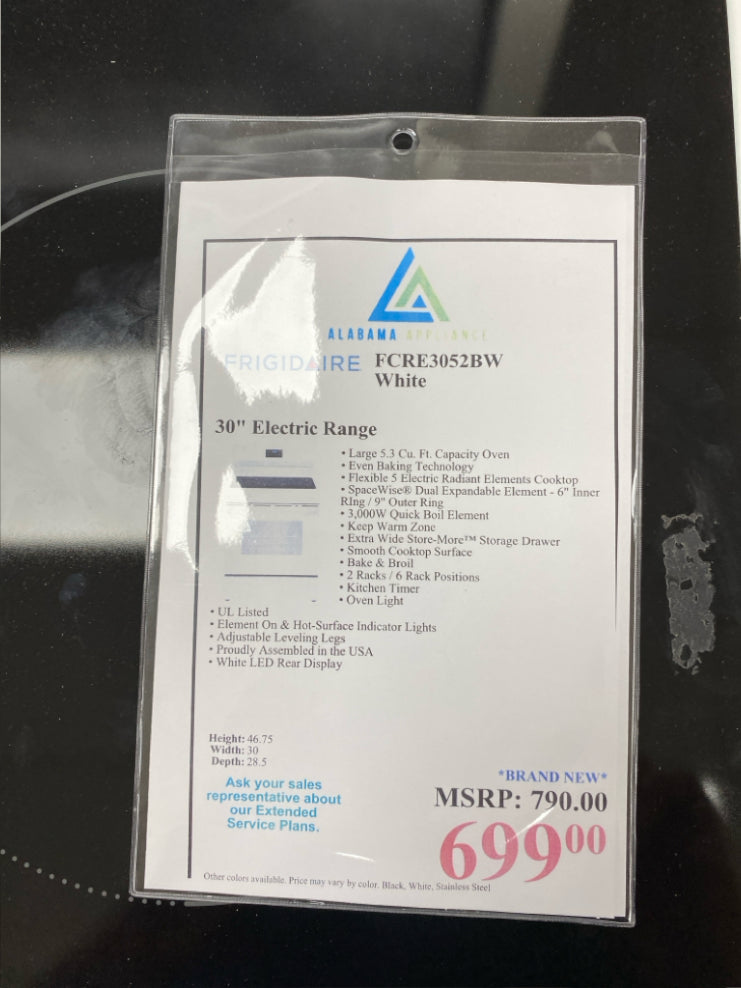 ALABAMA APPLIANCE
FRIGIDAIRE FCRE3052BW
White
30" Electric Range
• Large 5.3 Cu. Ft. Capacity Oven
• Even Baking Technology
• Flexible 5 Electric Radiant Elements Cooktop
• SpaceWise® Dual Expandable Element - 6" Inner
RIng / 9" Outer Ring
• 3,000W Quick Boil Element
• Keep Warm Zone
• Extra Wide Store-More™ Storage Drawer
• Smooth Cooktop Surface
• Bake & Broil
• 2 Racks / 6 Rack Positions
• Kitchen Timer
• Oven Light
• UL Listed
• Element On & Hot-Surface Indicator Lights
• Adjustable Leveling Legs
• Proudly Assembled in the USA
• White LED Rear Display
Height: 46.75
Width: 30
Depth: 28.5
Ask your sales
representative about
our Extended
Service Plans.
*BRAND NEW*
MSRP: 790.00
699 00
Other colors available. Price may vary by color. Black, White, Stainless Steel